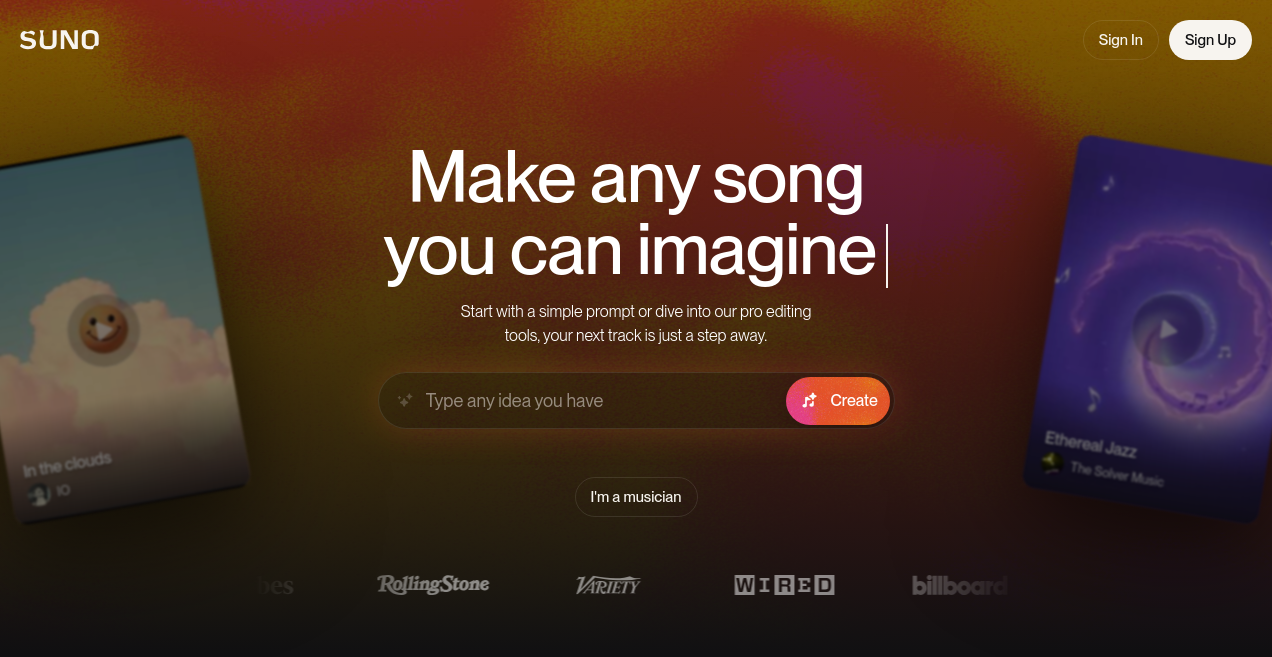 SUNO
Sign In
Sign Up
Make any song
you can imagine
Start with a simple prompt or dive into our pro editing
tools, your next track is just a step away.
Type any idea you have
Create
In the clouds
IO
Ethereal Jazz
The Solver Music
I'm a musician
bes
RollingStone
VARIETY
WIRED
billboard